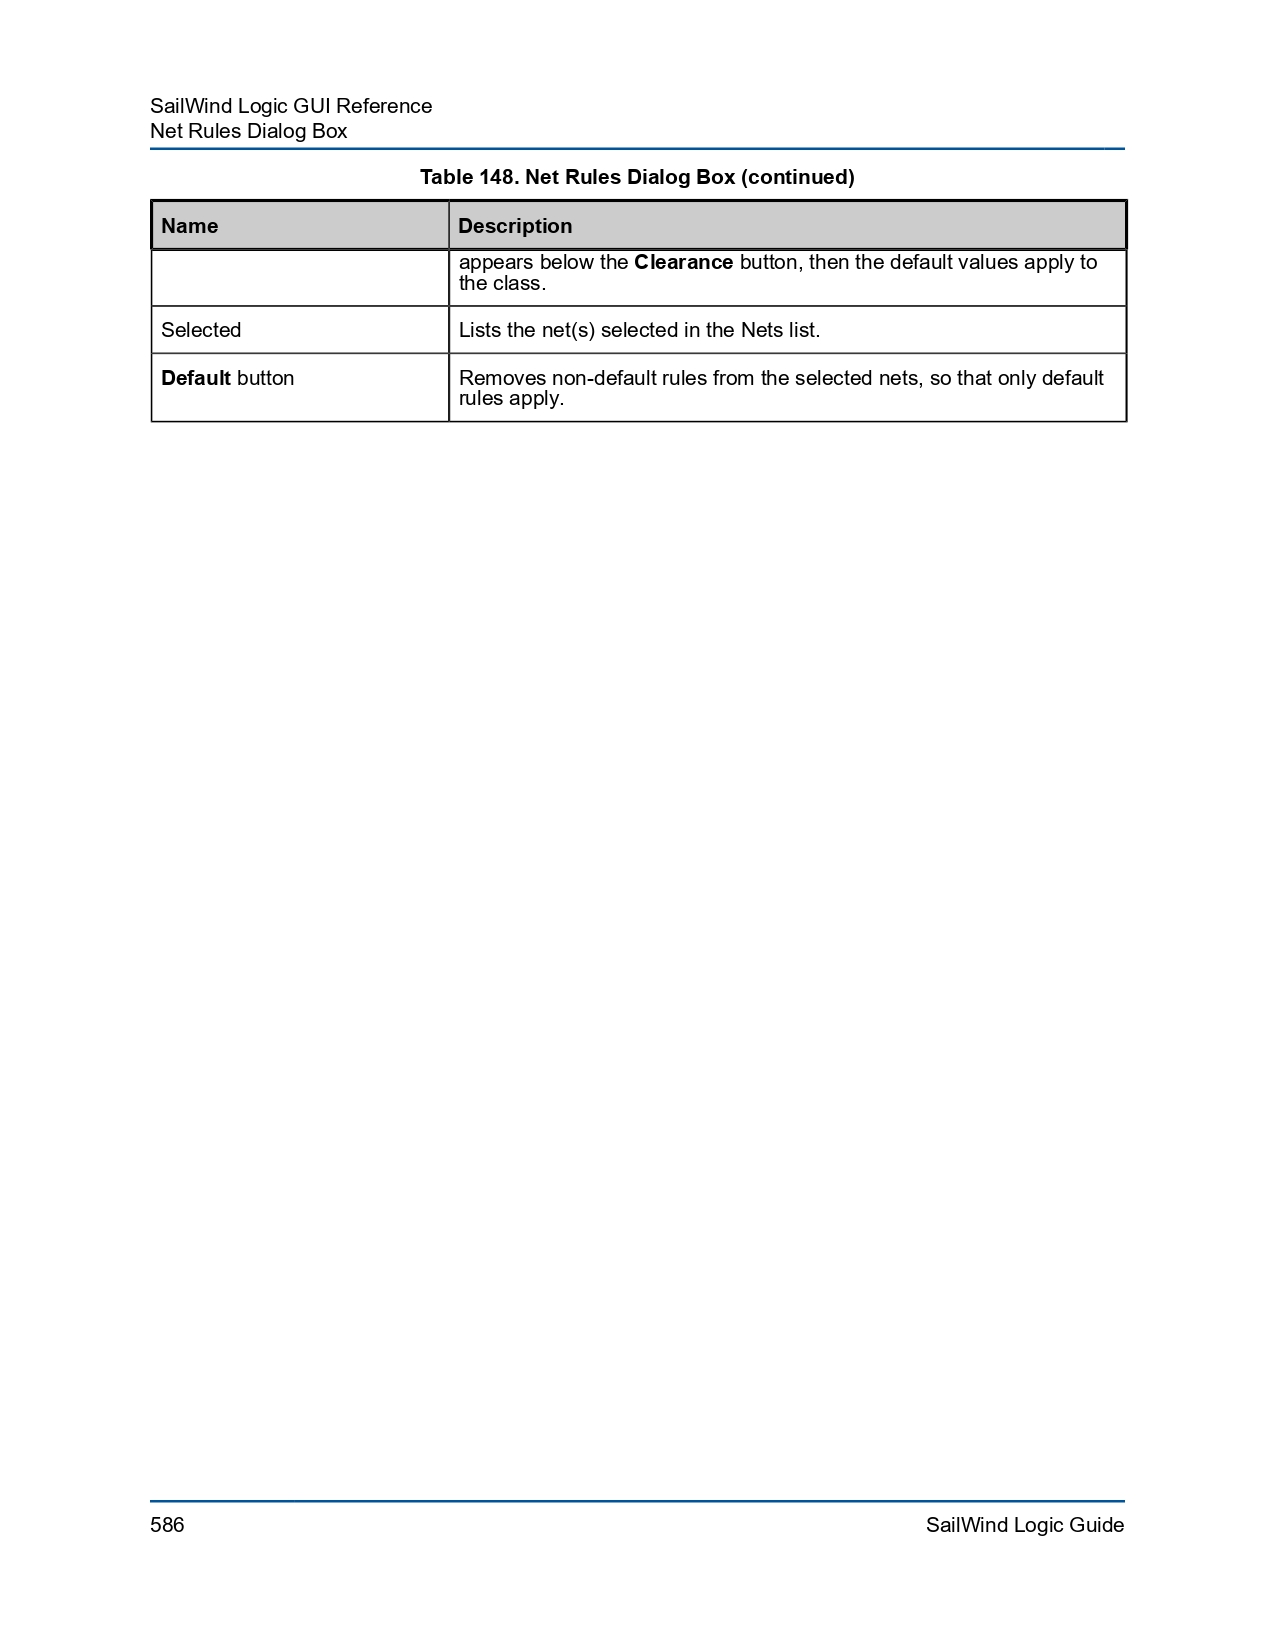 SailWind Logic GUI Reference
Net Rules Dialog Box
Table 148. Net Rules Dialog Box (continued)
Name Description
appears below the Clearance button, then the default values apply to
the class.
Selected Lists the net(s) selected in the Nets list.
Default button Removes non-default rules from the selected nets, so that only default
rules apply.
586 SailWind Logic Guide